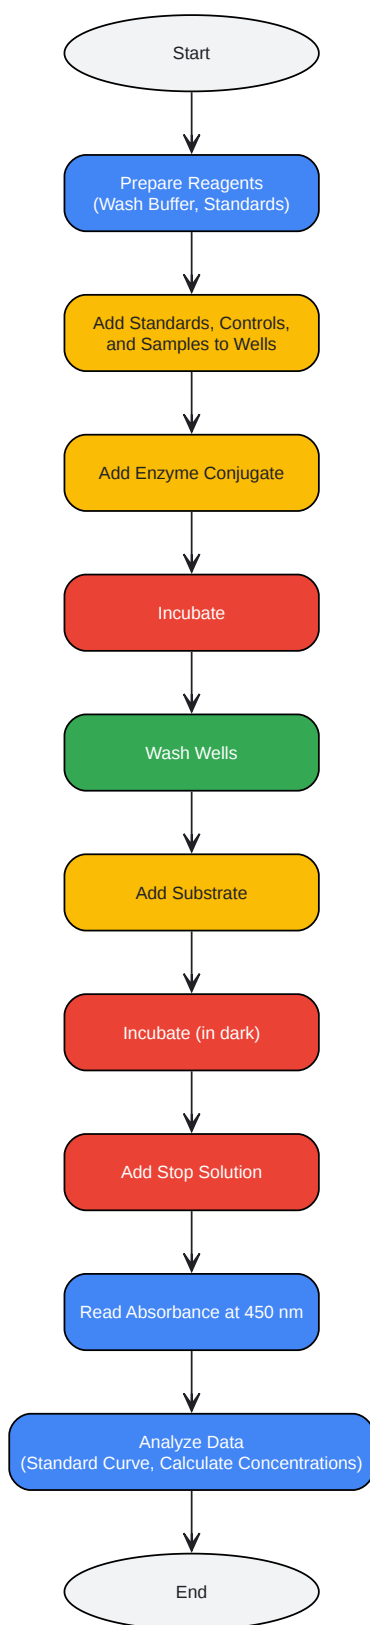 Start
Prepare Reagents
(Wash Buffer, Standards)
Add Standards, Controls,
and Samples to Wells
Add Enzyme Conjugate
Incubate
Wash Wells
Add Substrate
Incubate (in dark)
Add Stop Solution
Read Absorbance at 450 nm
Analyze Data
(Standard Curve, Calculate Concentrations)
End